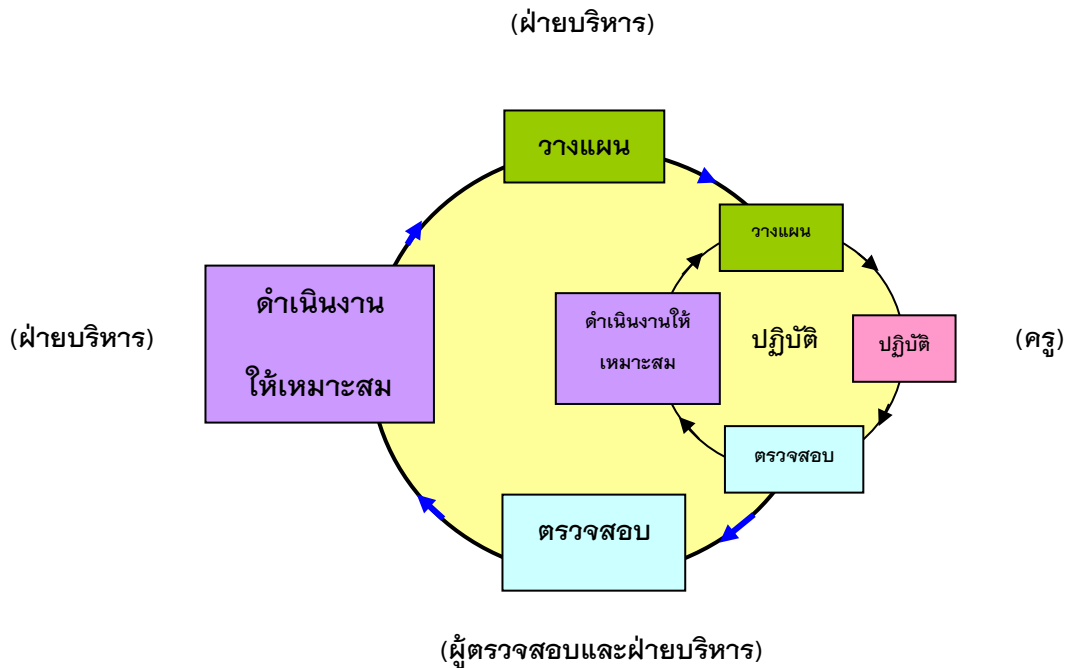 (ฝ่ายบริหาร)
วางแผน
วางแผน
ดำเนินงาน
ให้เหมาะสม
(ฝ่ายบริหาร)
ดำเนินงานให้
เหมาะสม
ปฏิบัติ
ปฏิบัติ
(ครู)
ตรวจสอบ
ตรวจสอบ
(ผู้ตรวจสอบและฝ่ายบริหาร)